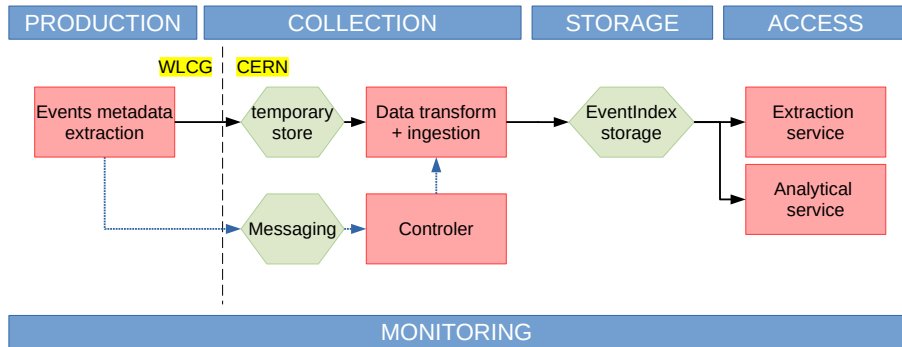 PRODUCTION
COLLECTION
STORAGE
ACCESS
WLCG
CERN
Events metadata
extraction
temporary
store
Data transform
+ ingestion
EventIndex
storage
Extraction
service
Analytical
service
Messaging
Controler
MONITORING